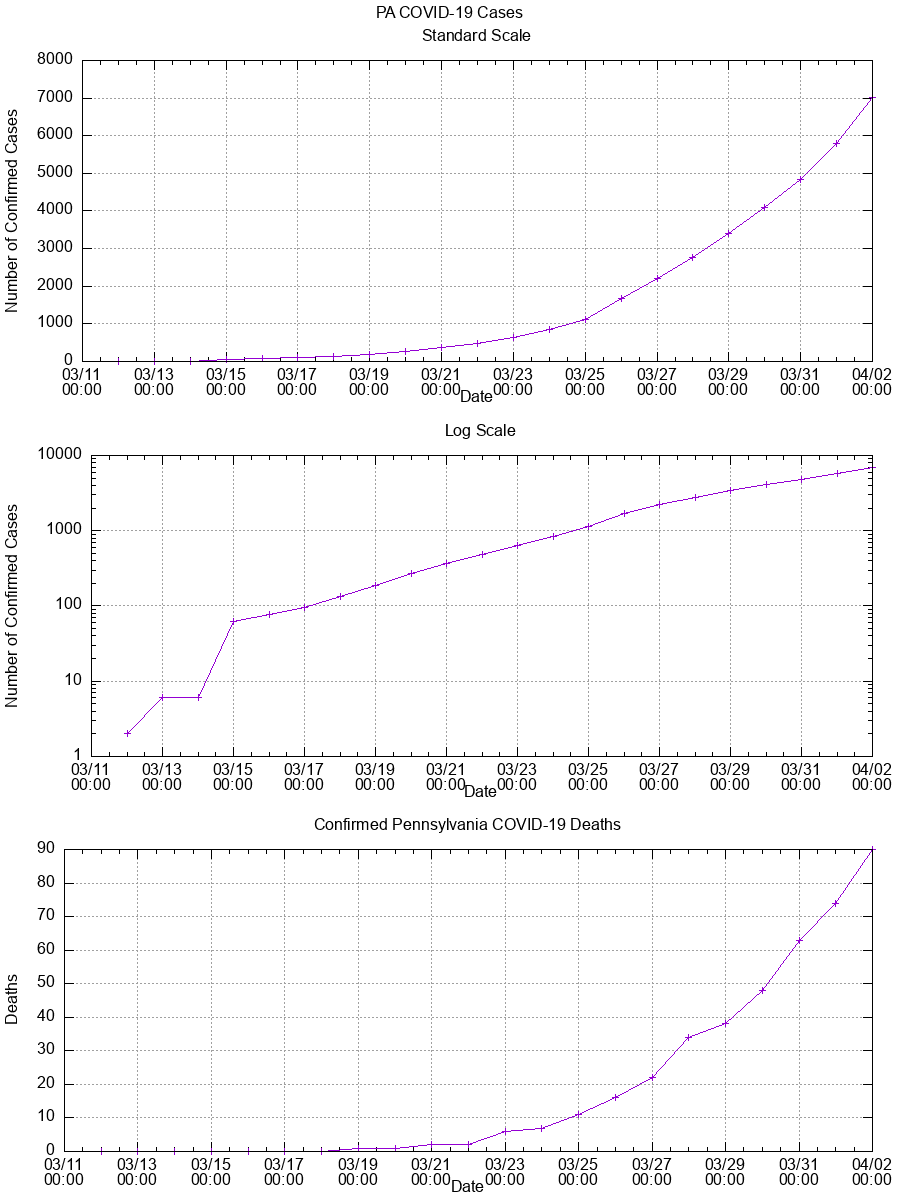 PA COVID-19 Cases
Standard Scale
8000
7000
6000
5000
4000
3000
2000
1000
0
Number of Confirmed Cases
03/11 03/13 03/15 03/17 03/19 03/21 03/23 03/25 03/27 03/29 03/31 04/02
00:00 00:00 00:00 00:00 00:00 00:00 00:00 00:00 00:00 00:00 00:00 00:00
Date
Log Scale
10000
1000
100
10
1
Number of Confirmed Cases
03/11 03/13 03/15 03/17 03/19 03/21 03/23 03/25 03/27 03/29 03/31 04/02
00:00 00:00 00:00 00:00 00:00 00:00 00:00 00:00 00:00 00:00 00:00 00:00
Date
Confirmed Pennsylvania COVID-19 Deaths
90
80
70
60
50
40
30
20
10
0
Deaths
03/11 03/13 03/15 03/17 03/19 03/21 03/23 03/25 03/27 03/29 03/31 04/02
00:00 00:00 00:00 00:00 00:00 00:00 00:00 00:00 00:00 00:00 00:00 00:00
Date